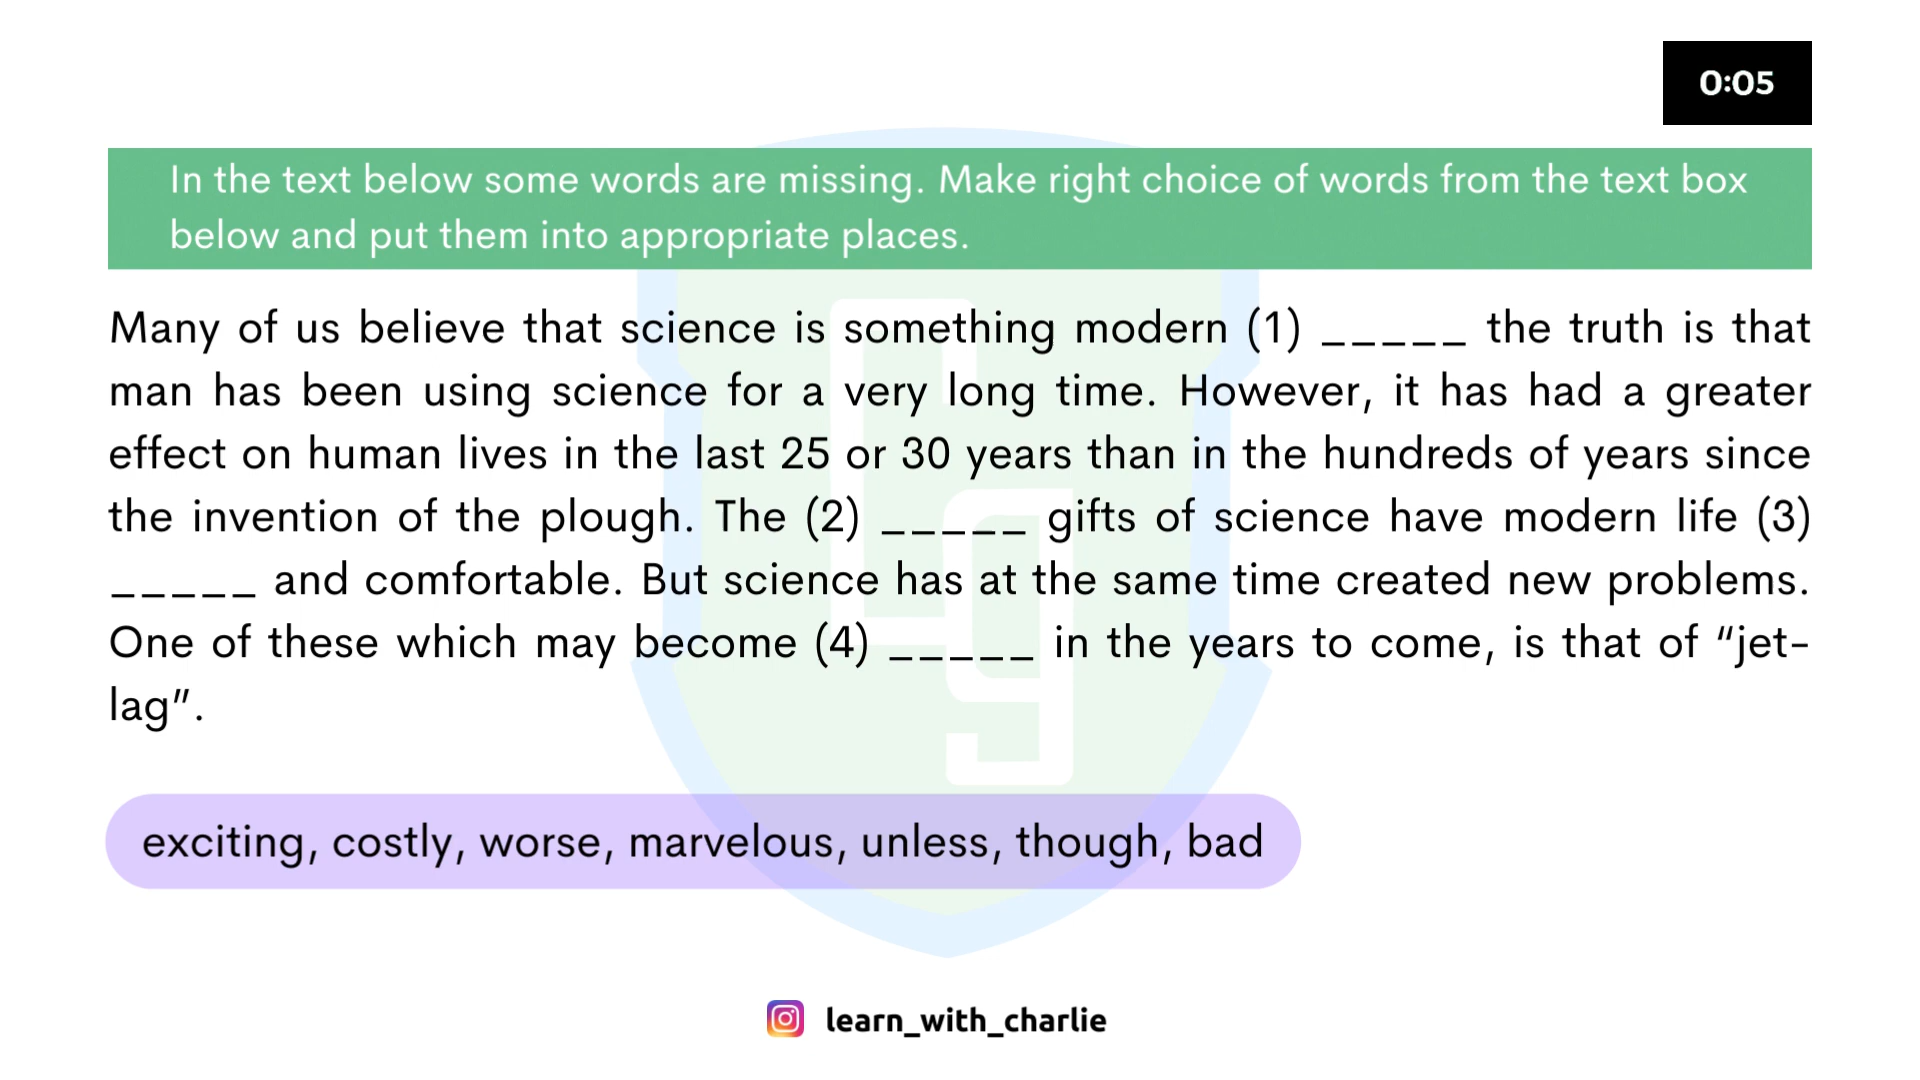 0:05
In the text below some words are missing. Make right choice of words from the text box
below and put them into appropriate places.
Many of us believe that science is something modern (1) _____ the truth is that
man has been using science for a very long time. However, it has had a greater
effect on human lives in the last 25 or 30 years than in the hundreds of years since
the invention of the plough. The (2) _____ gifts of science have modern life (3)
_____ and comfortable. But science has at the same time created new problems.
One of these which may become (4) _____ in the years to come, is that of “jet-
lag”.
exciting, costly, worse, marvelous, unless, though, bad
learn_with_charlie